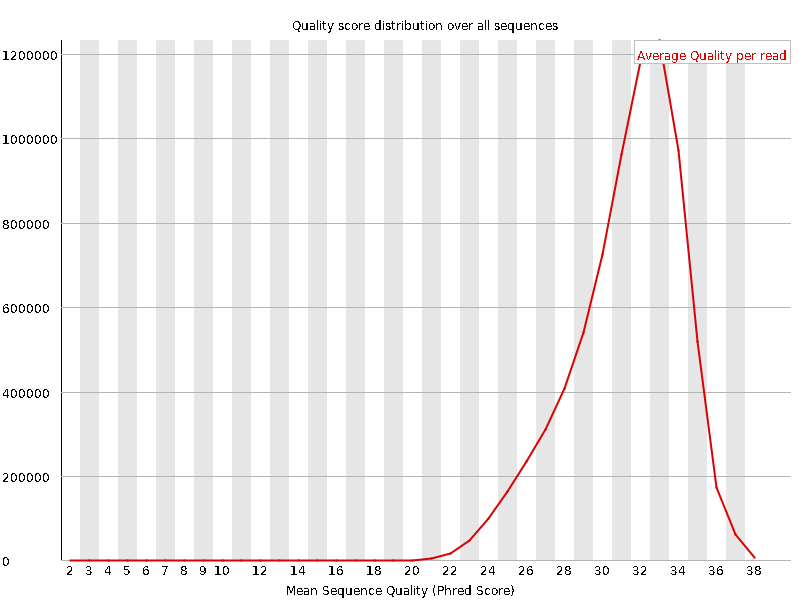 Quality score distribution over all sequences
Average Quality per read
1200000
1000000
800000
600000
400000
200000
0
2 3 4 5 6 7 8 9 10 12 14 16 18 20 22 24 26 28 30 32 34 36 38
Mean Sequence Quality (Phred Score)